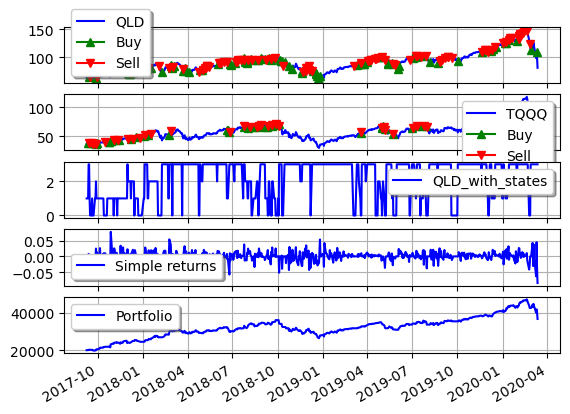 150
100
QLD
Buy
Sell
100
50
TQQQ
Buy
Sell
2
0
QLD_with_states
0.05
0.00
−0.05
Simple returns
40000
20000
Portfolio
2017-10 2018-01 2018-04 2018-07 2018-10 2019-01 2019-04 2019-07 2019-10 2020-01 2020-04